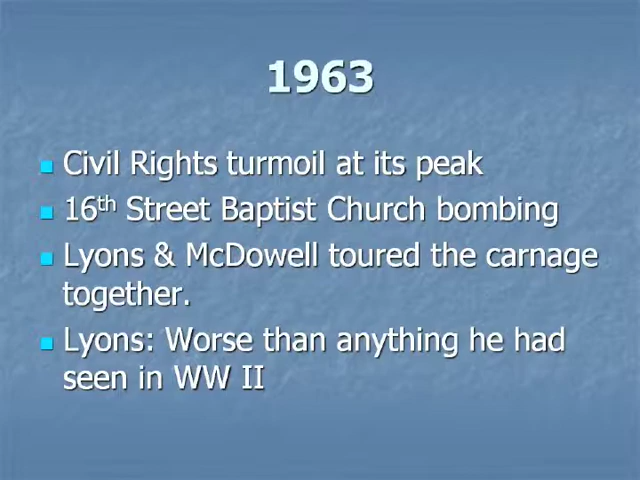 1963
Civil Rights turmoil at its peak
16th Street Baptist Church bombing
Lyons & McDowell toured the carnage
together.
Lyons: Worse than anything he had
seen in WW II